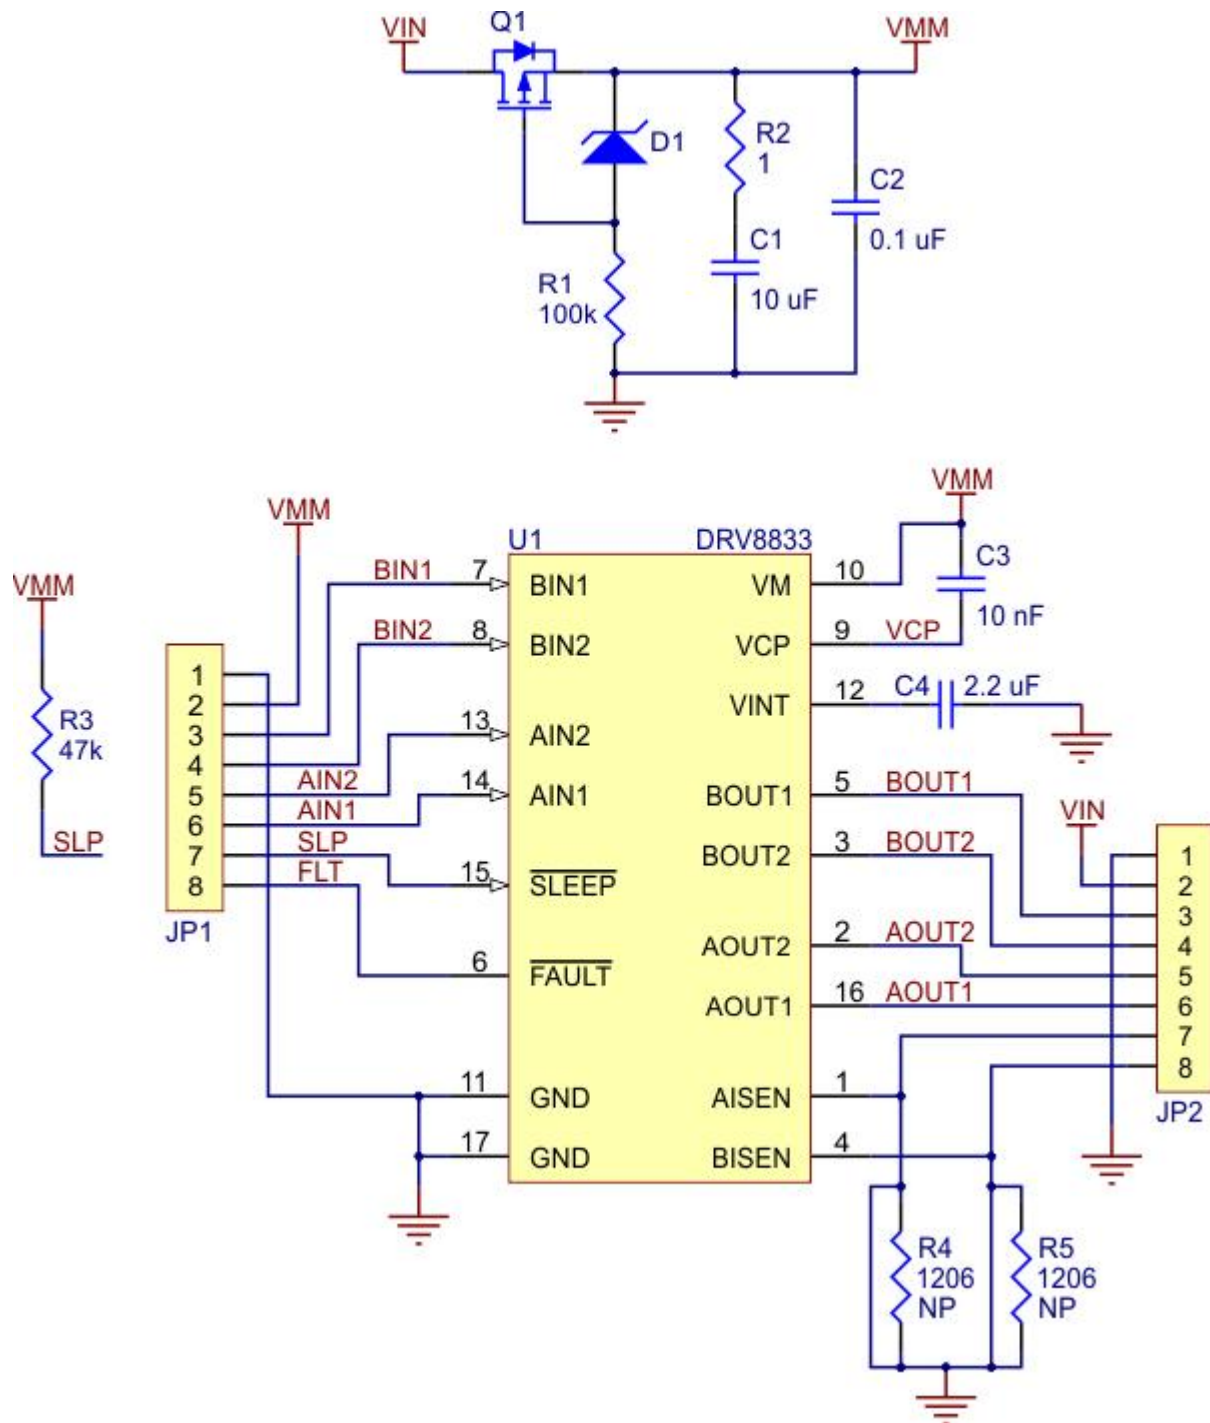 VIN
Q1
VMM
D1
R2
1
C2
0.1 uF
C1
10 uF
R1
100k
VMM
VMM
VMM
U1
DRV8833
C3
10 nF
BIN1
7
BIN1
VM
10
BIN2
8
BIN2
VCP
9
VCP
R3
47k
SLP
1
2
3
4
5
6
7
8
JP1
AIN2
13
AIN2
VINT
12
C4
2.2 uF
AIN1
14
AIN1
BOUT1
5
BOUT1
VIN
SLP
15
SLEEP
BOUT2
3
BOUT2
FLT
6
FAULT
AOUT2
2
AOUT2
AOUT1
16
AOUT1
1
2
3
4
5
6
7
8
JP2
11
GND
AISEN
1
17
GND
BISEN
4
R4
1206
NP
R5
1206
NP